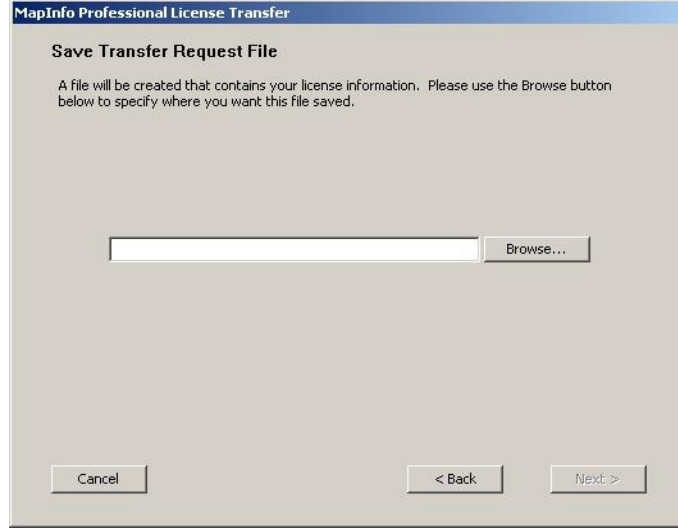 MapInfo Professional License Transfer
Save Transfer Request File
A file will be created that contains your license information. Please use the Browse button
below to specify where you want this file saved.
Browse...
Cancel
< Back
Next >